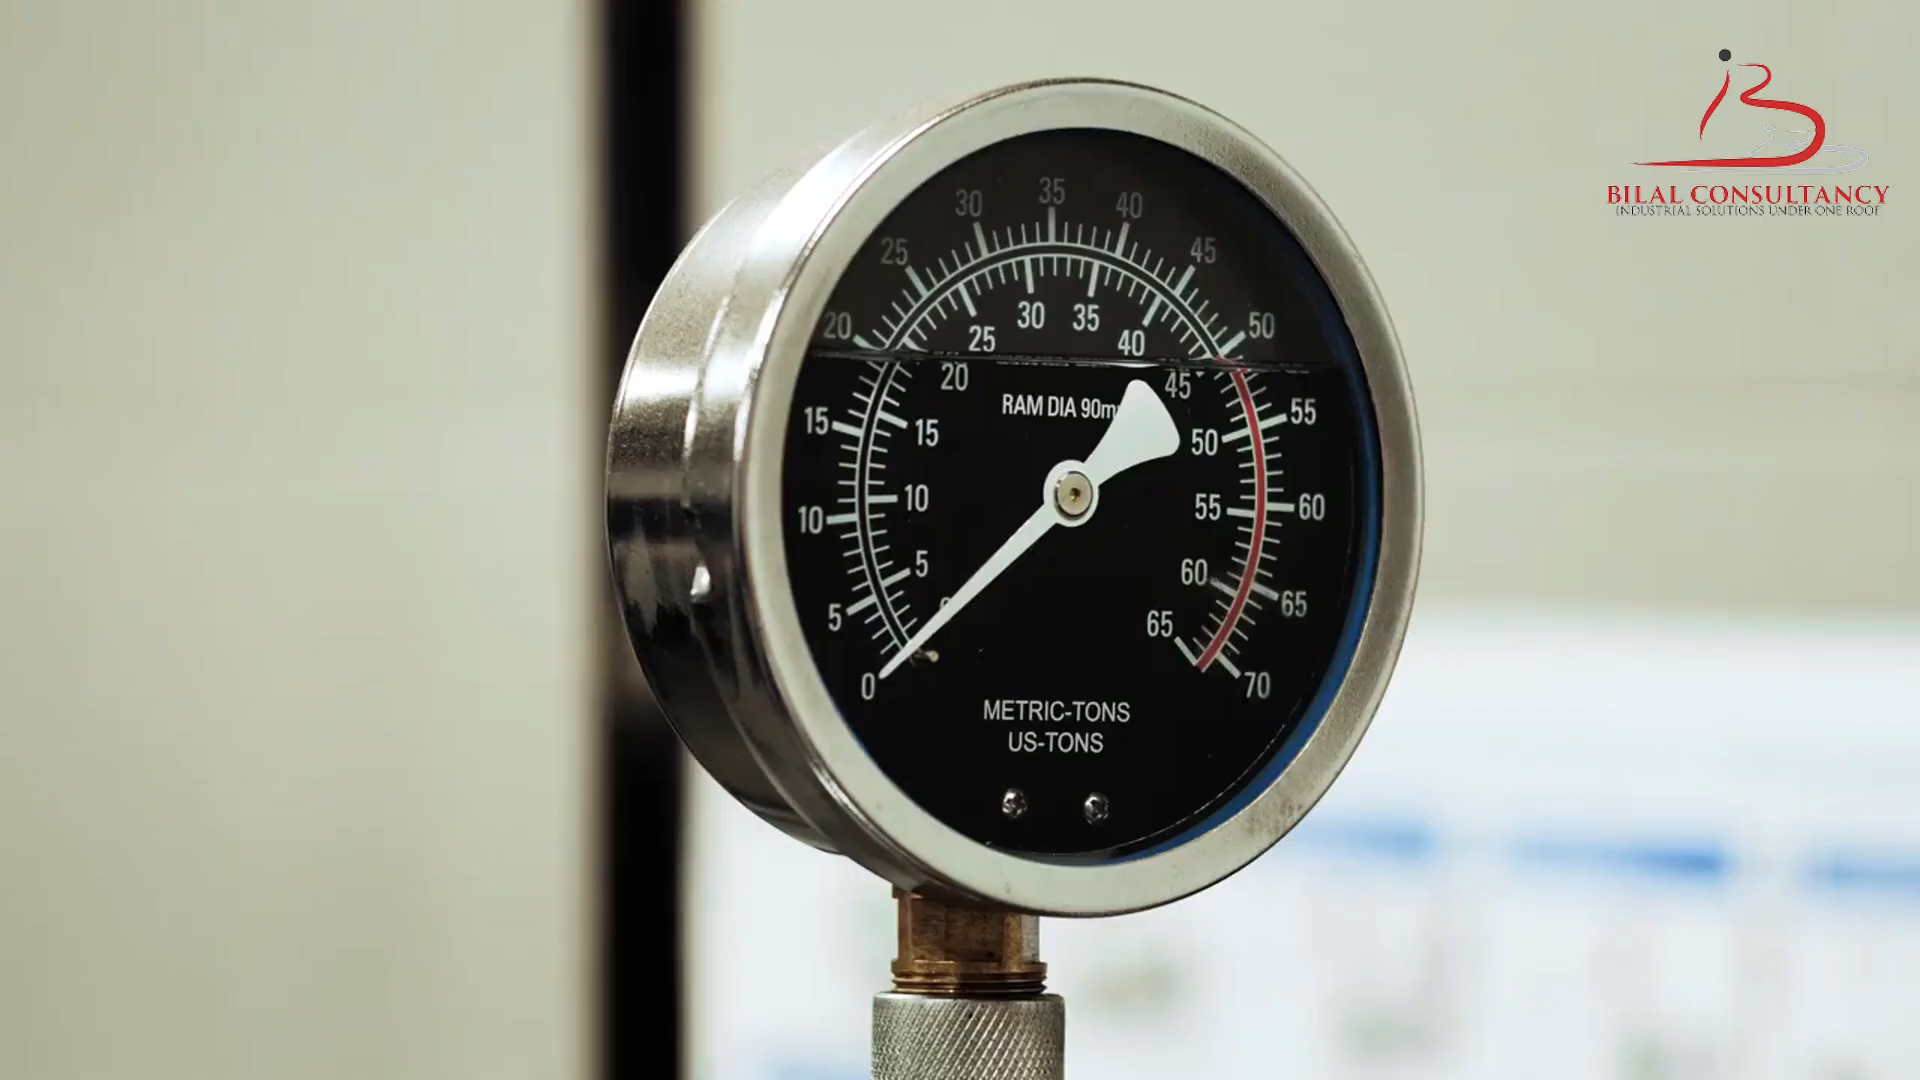 BILAL CONSULTANCY
INDUSTRIAL SOLUTIONS UNDER ONE ROOF
0 5 10 15 20 25 30 35 40 45 50 55 60 65 70
5 10 15 20 25 30 35 40 45 50 55 60 65
RAM DIA 90m
METRIC-TONS
US-TONS